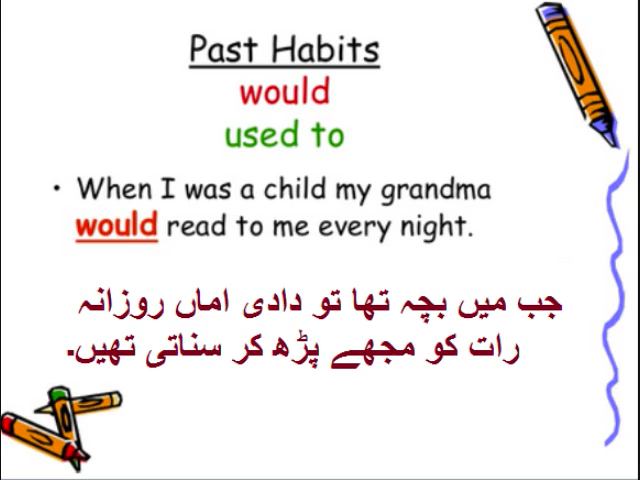 Past Habits
would
used to
• When I was a child my grandma
would read to me every night.
جب میں بچہ تھا تو دادی اماں روزانہ
رات کو مجھے پڑھ کر سناتی تھیں۔